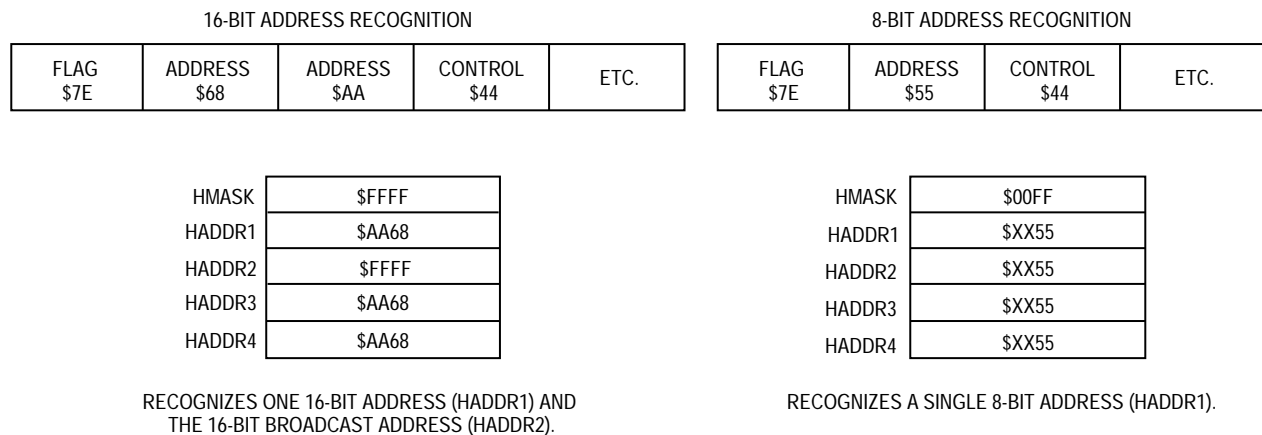 16-BIT ADDRESS RECOGNITION
FLAG ADDRESS ADDRESS CONTROL ETC.
$7E $68 $AA $44
HMASK $FFFF
HADDR1 $AA68
HADDR2 $FFFF
HADDR3 $AA68
HADDR4 $AA68
RECOGNIZES ONE 16-BIT ADDRESS (HADDR1) AND
THE 16-BIT BROADCAST ADDRESS (HADDR2).
8-BIT ADDRESS RECOGNITION
FLAG ADDRESS CONTROL ETC.
$7E $55 $44
HMASK $00FF
HADDR1 $XX55
HADDR2 $XX55
HADDR3 $XX55
HADDR4 $XX55
RECOGNIZES A SINGLE 8-BIT ADDRESS (HADDR1).